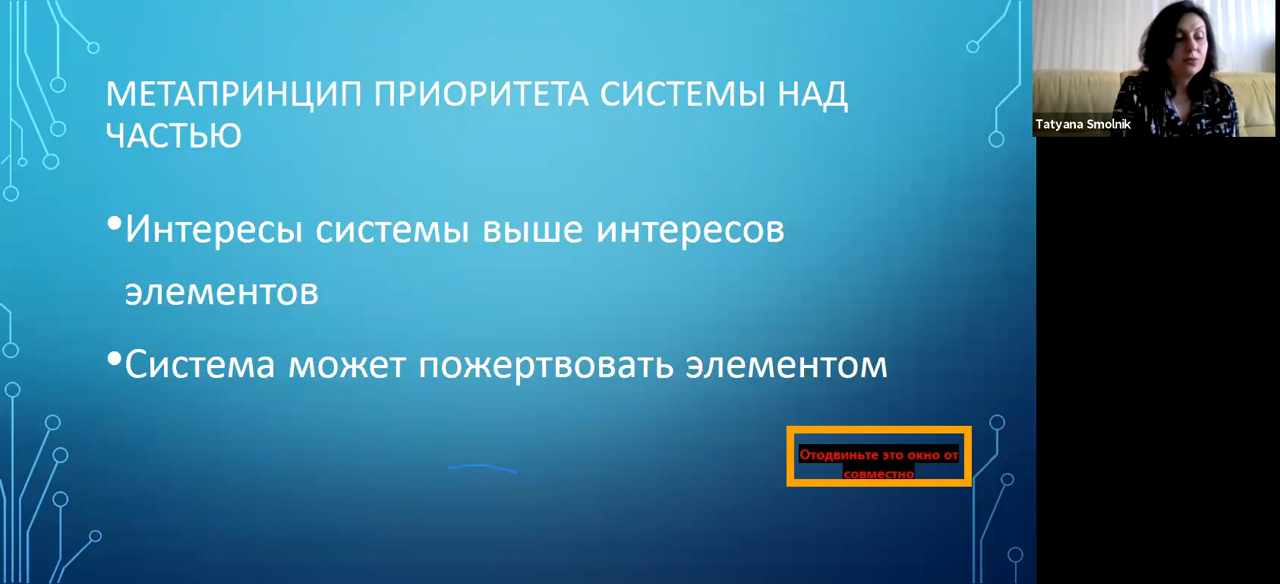 МЕТАПРИНЦИП ПРИОРИТЕТА СИСТЕМЫ НАД
ЧАСТЬЮ
•Интересы системы выше интересов
элементов
•Система может пожертвовать элементом
Отодвиньте это окно от
совместно
Tatyana Smolnik